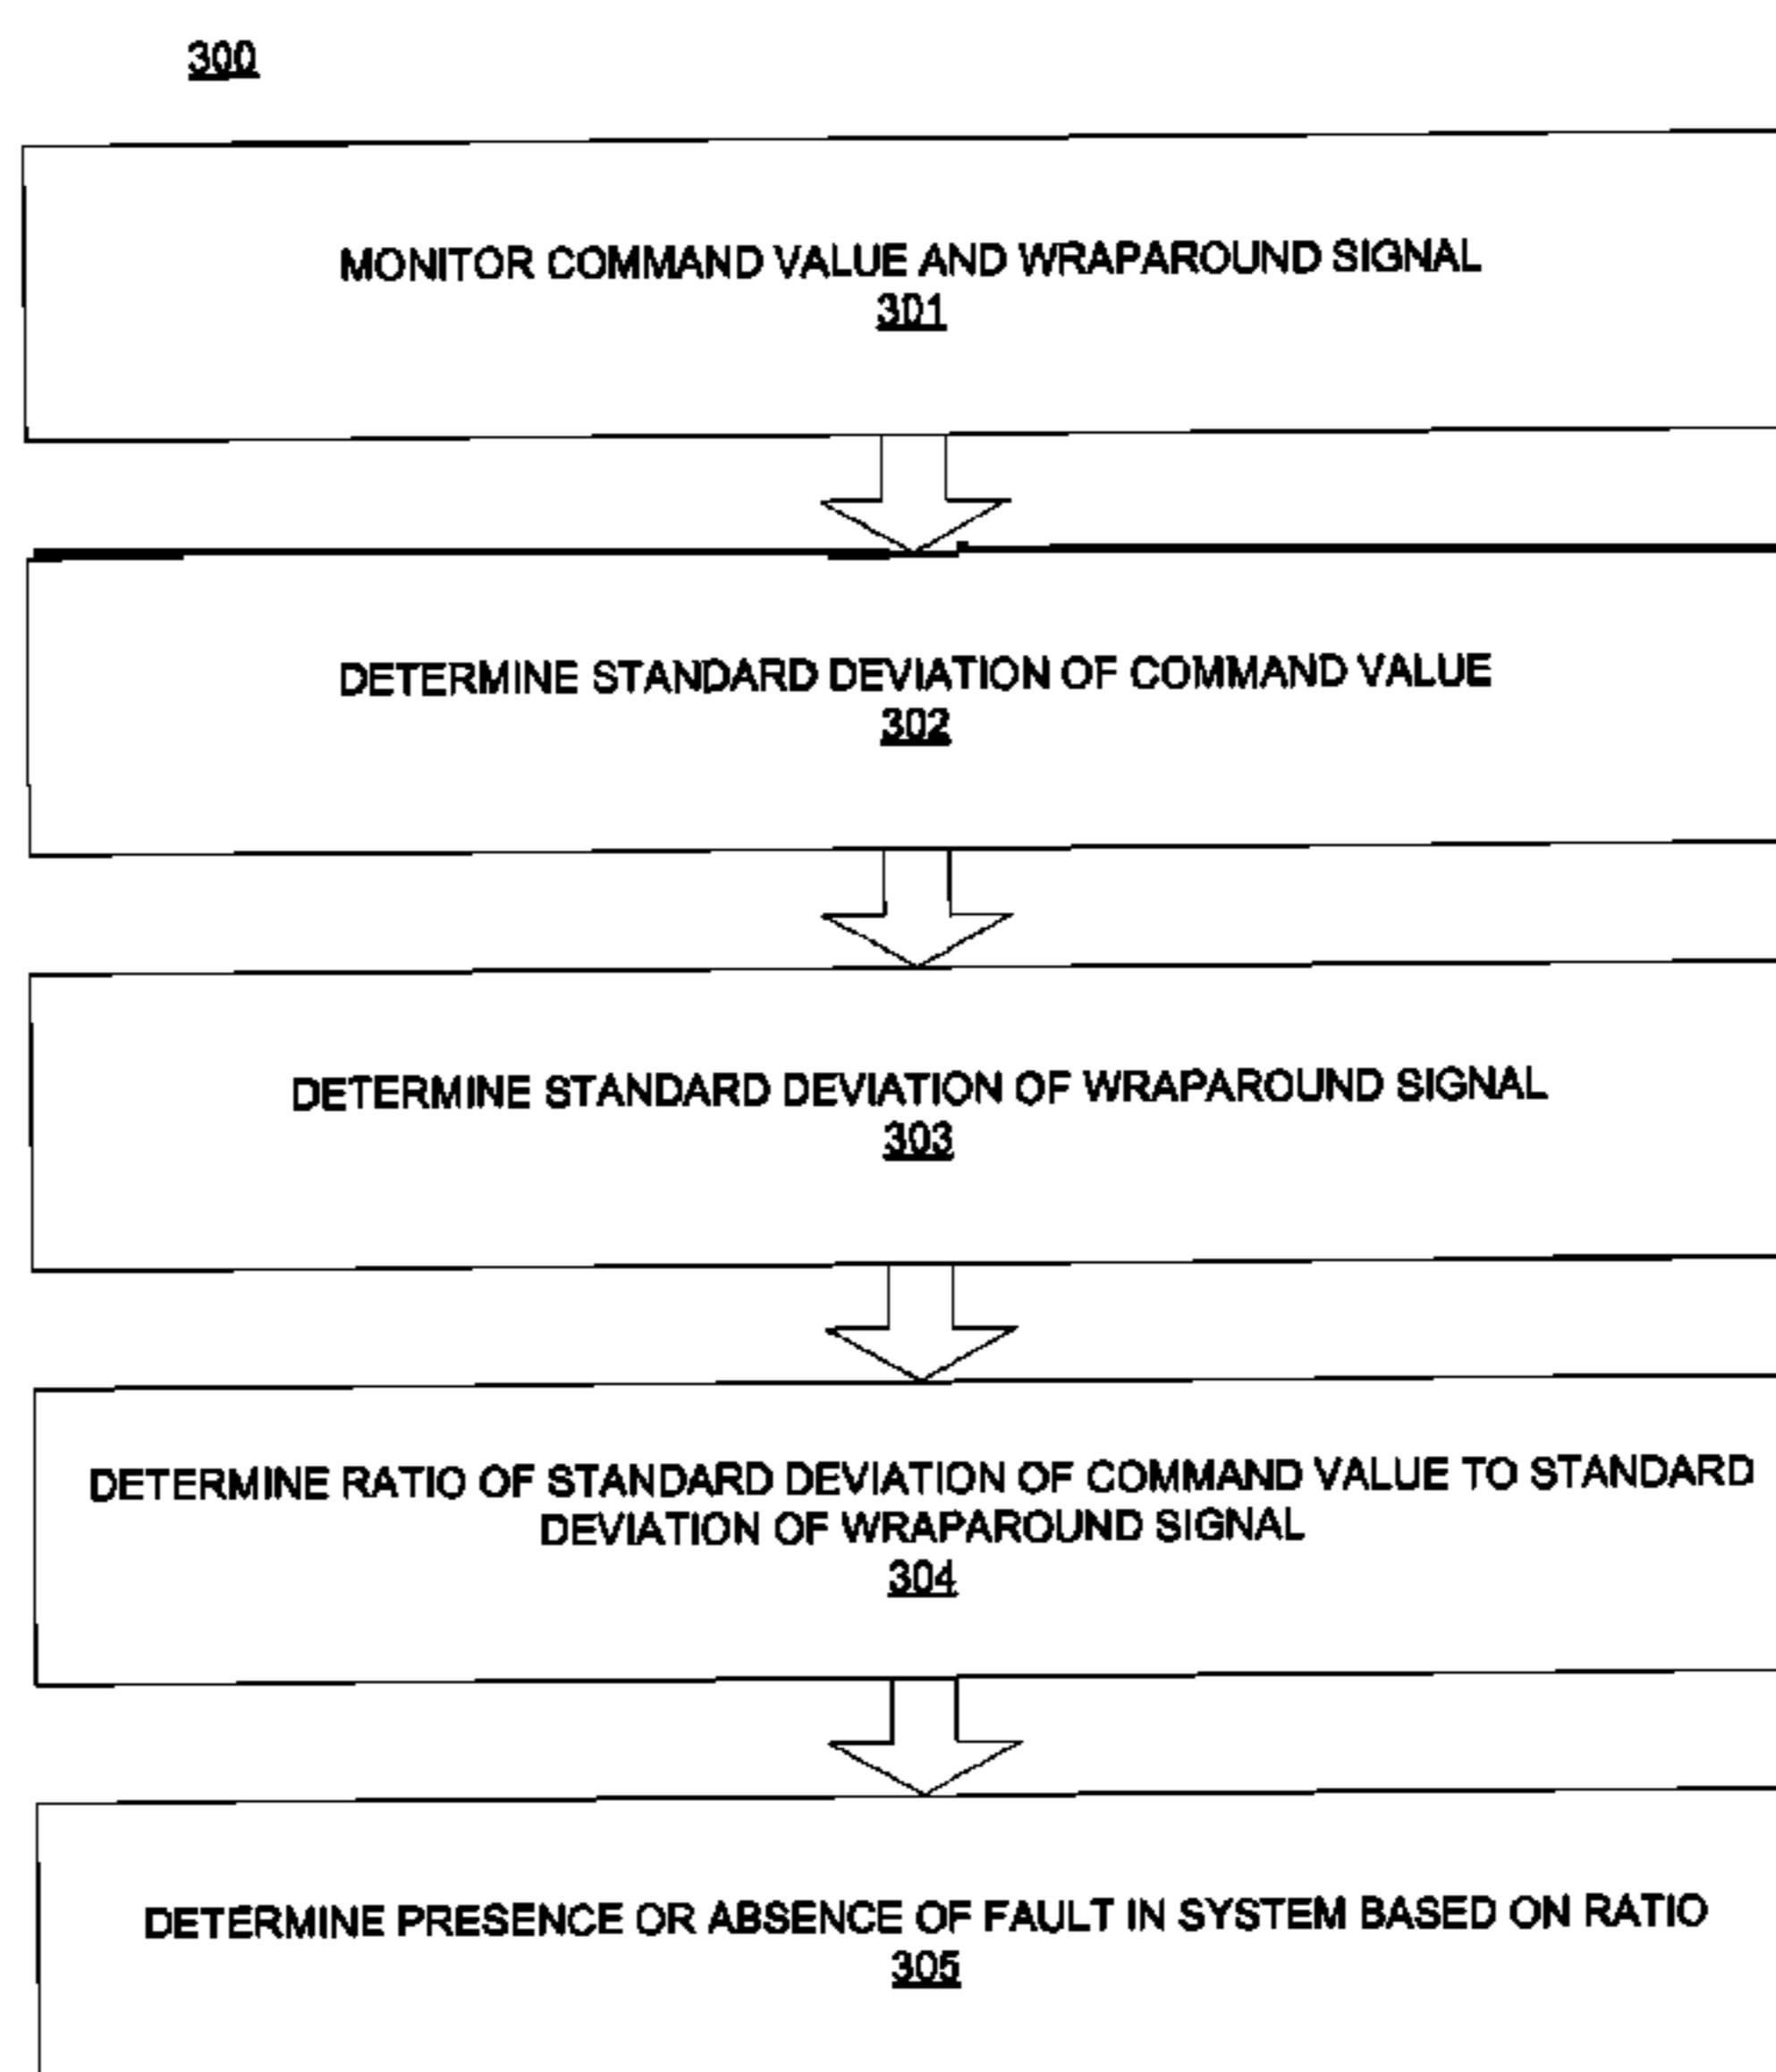 300
MONITOR COMMAND VALUE AND WRAPAROUND SIGNAL
301
DETERMINE STANDARD DEVIATION OF COMMAND VALUE
302
DETERMINE STANDARD DEVIATION OF WRAPAROUND SIGNAL
303
DETERMINE RATIO OF STANDARD DEVIATION OF COMMAND VALUE TO STANDARD
DEVIATION OF WRAPAROUND SIGNAL
304
DETERMINE PRESENCE OR ABSENCE OF FAULT IN SYSTEM BASED ON RATIO
305